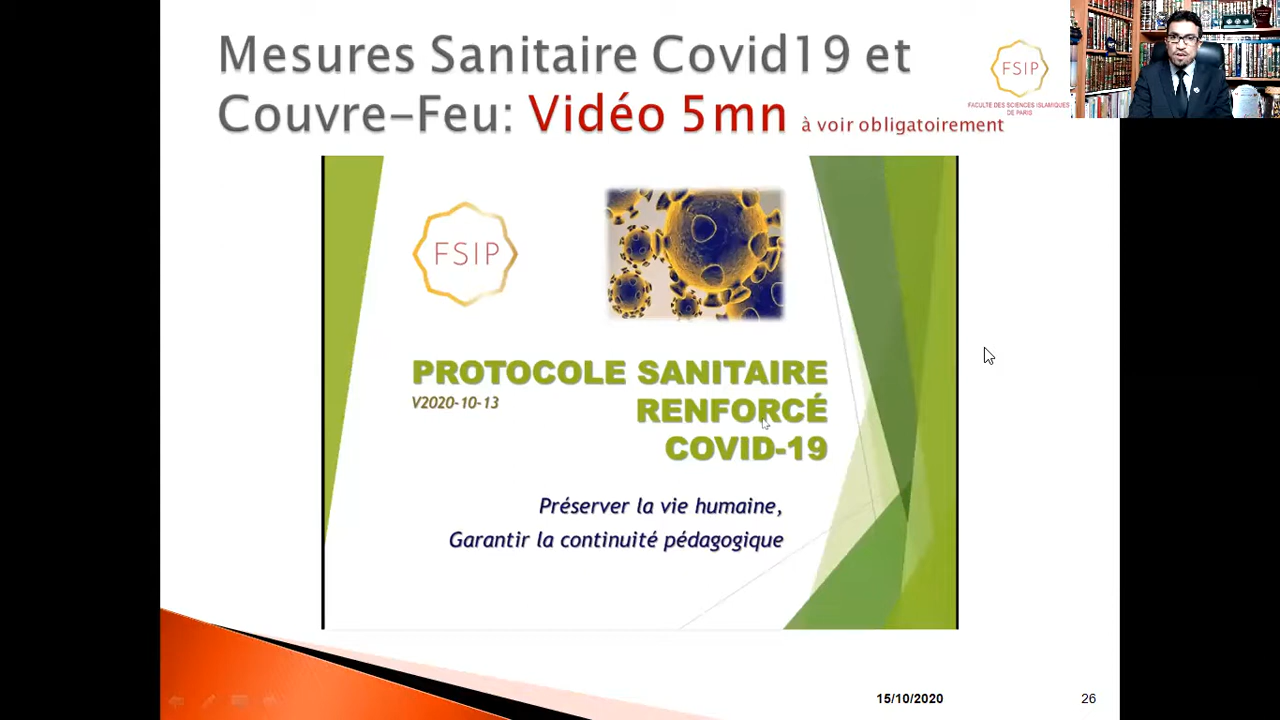 Mesures Sanitaire Covid19 et
Couvre-Feu: Vidéo 5mn à voir obligatoirement
FSIP
FACULTE DES SCIENCES ISLAMIQUES
DE PARIS
FSIP
PROTOCOLE SANITAIRE
V2020-10-13
RENFORCÉ
COVID-19
Préserver la vie humaine,
Garantir la continuité pédagogique
15/10/2020
26